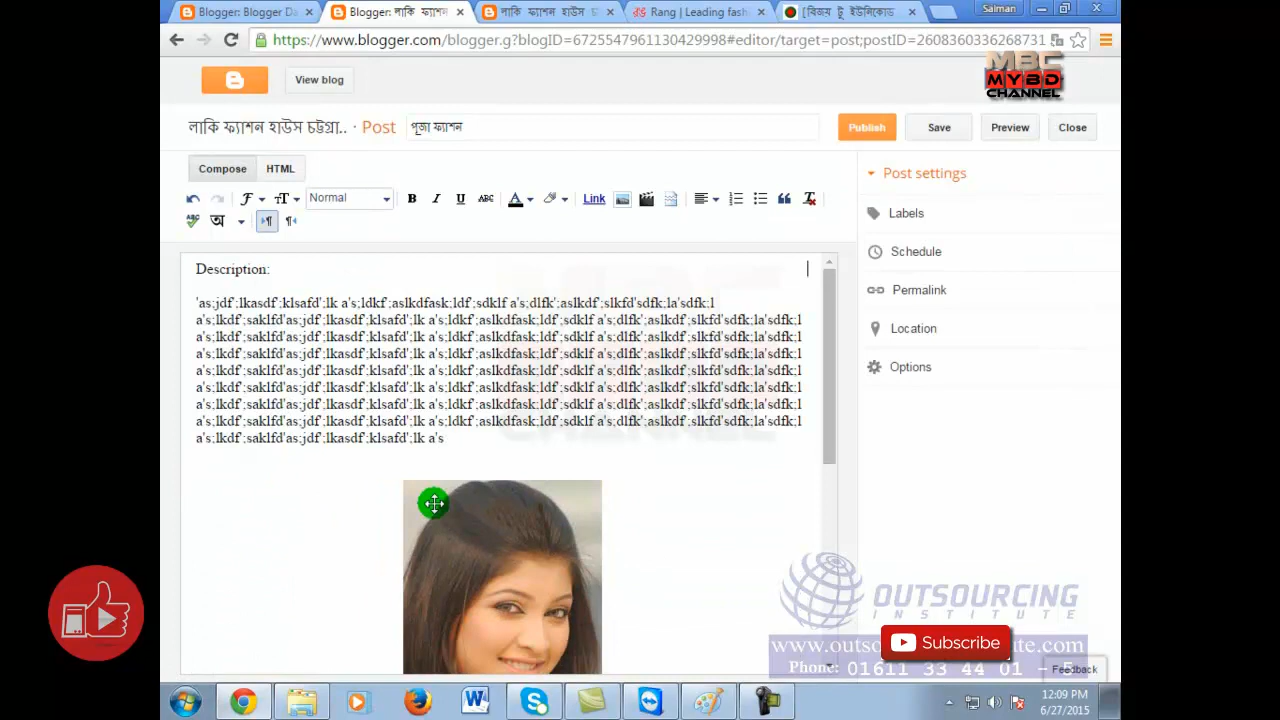 Blogger: Blogger Da
Blogger: লাকি ফ্যাশন
লাকি ফ্যাশন হাউস চ
Rang | Leading fash
[বিজয় টু ইউনিকোড
Salman
https://www.blogger.com/blogger.g?blogID=6725547961130429998#editor/target=post;postID=2608360336268731
MBC
MYBD
CHANNEL
View blog
লাকি ফ্যাশন হাউস চট্টগ্রা.. · Post
পূজা ফ্যাশন
Publish
Save
Preview
Close
Compose
HTML
Post settings
Normal
Link
অ
Labels
Schedule
Permalink
Location
Options
Description:
'as;jdf';lkasdf';klsafd';lk a's;ldkf';aslkdfask;ldf';sdklf a's;dlfk';aslkdf';slkfd'sdfk;la'sdfk;l
a's;lkdf';saklfd'as;jdf';lkasdf';klsafd';lk a's;ldkf';aslkdfask;ldf';sdklf a's;dlfk';aslkdf';slkfd'sdfk;la'sdfk;l
a's;lkdf';saklfd'as;jdf';lkasdf';klsafd';lk a's;ldkf';aslkdfask;ldf';sdklf a's;dlfk';aslkdf';slkfd'sdfk;la'sdfk;l
a's;lkdf';saklfd'as;jdf';lkasdf';klsafd';lk a's;ldkf';aslkdfask;ldf';sdklf a's;dlfk';aslkdf';slkfd'sdfk;la'sdfk;l
a's;lkdf';saklfd'as;jdf';lkasdf';klsafd';lk a's;ldkf';aslkdfask;ldf';sdklf a's;dlfk';aslkdf';slkfd'sdfk;la'sdfk;l
a's;lkdf';saklfd'as;jdf';lkasdf';klsafd';lk a's;ldkf';aslkdfask;ldf';sdklf a's;dlfk';aslkdf';slkfd'sdfk;la'sdfk;l
a's;lkdf';saklfd'as;jdf';lkasdf';klsafd';lk a's;ldkf';aslkdfask;ldf';sdklf a's;dlfk';aslkdf';slkfd'sdfk;la'sdfk;l
a's;lkdf';saklfd'as;jdf';lkasdf';klsafd';lk a's;ldkf';aslkdfask;ldf';sdklf a's;dlfk';aslkdf';slkfd'sdfk;la'sdfk;l
a's;lkdf';saklfd'as;jdf';lkasdf';klsafd';lk a's
OUTSOURCING
INSTITUTE
Subscribe
Phone: 01611 33 44 01 - 5
Feedback
12:09 PM
6/27/2015